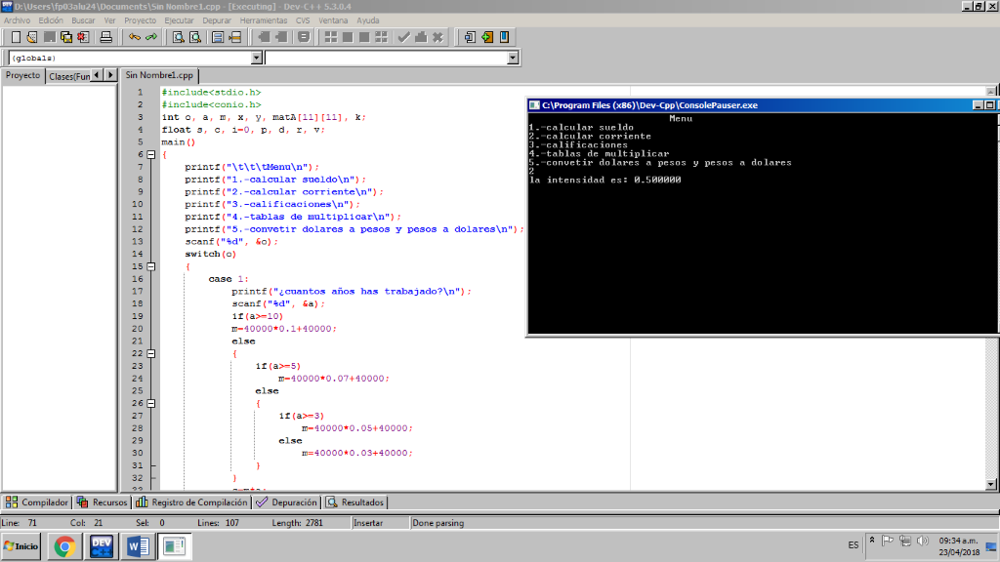 D:\Users\fp03alu24\Documents\Sin Nombre1.cpp - [Executing] - Dev-C++ 5.3.0.4
Archivo Edición Buscar Ver Proyecto Ejecutar Depurar Herramientas CVS Ventana Ayuda
(globals)
Proyecto Clases(Fun Sin Nombre1.cpp
1 #include<stdio.h>
2 #include<conio.h>
3 int o, a, m, x, y, matA[11][11], k;
4 float s, c, i=0, p, d, r, v;
5 main()
6 {
7 printf("\t\t\tMenu\n");
8 printf("1.-calcular sueldo\n");
9 printf("2.-calcular corriente\n");
10 printf("3.-calificaciones\n");
11 printf("4.-tablas de multiplicar\n");
12 printf("5.-convetir dolares a pesos y pesos a dolares\n");
13 scanf("%d", &o);
14 switch(o)
15 {
16 case 1:
17 printf("¿cuantos años has trabajado?\n");
18 scanf("%d", &a);
19 if(a>=10)
20 m=40000*0.1+40000;
21 else
22 {
23 if(a>=5)
24 m=40000*0.07+40000;
25 else
26 {
27 if(a>=3)
28 m=40000*0.05+40000;
29 else
30 m=40000*0.03+40000;
31 }
32 }
C:\Program Files (x86)\Dev-Cpp\ConsolePauser.exe
Menu
1.-calcular sueldo
2.-calcular corriente
3.-calificaciones
4.-tablas de multiplicar
5.-convetir dolares a pesos y pesos a dolares
2
la intensidad es: 0.500000
Compilador Recursos Registro de Compilación Depuración Resultados
Line: 71 Col: 21 Sel: 0 Lines: 107 Length: 2781 Insertar Done parsing
Inicio DEV C++ W ES 09:34 a.m.
23/04/2018